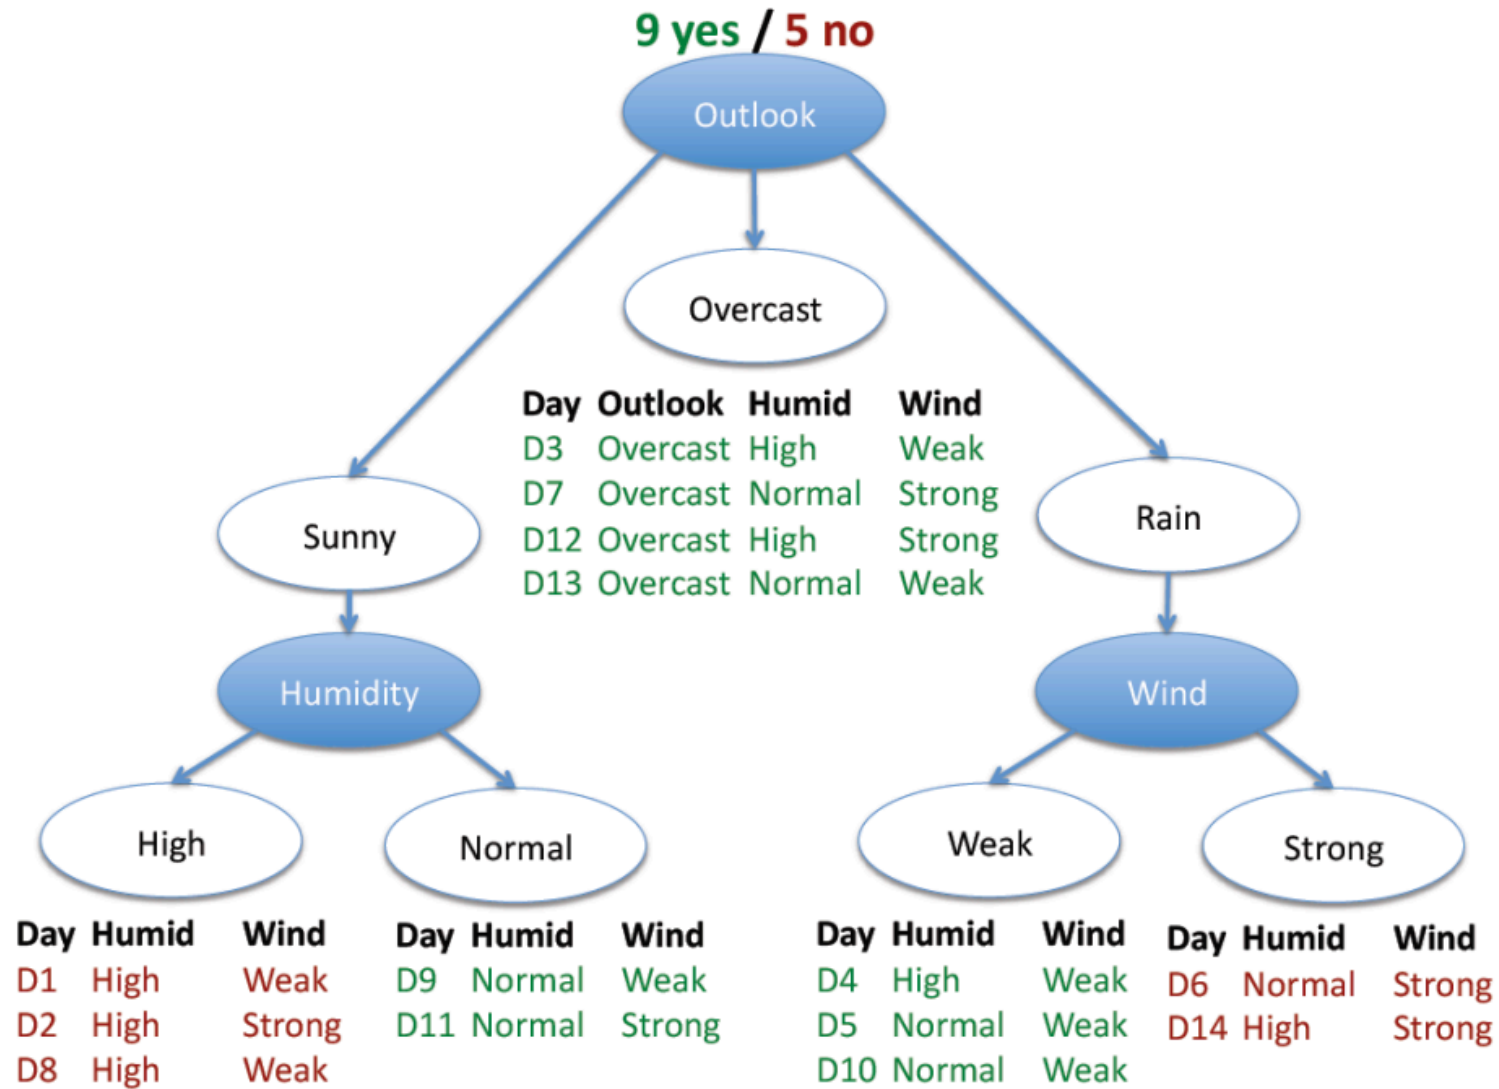 9 yes / 5 no
Outlook
Overcast
Day Outlook Humid Wind
D3 Overcast High Weak
D7 Overcast Normal Strong
D12 Overcast High Strong
D13 Overcast Normal Weak
Sunny
Rain
Humidity
Wind
High
Normal
Weak
Strong
Day Humid Wind
D1 High Weak
D2 High Strong
D8 High Weak
Day Humid Wind
D9 Normal Weak
D11 Normal Strong
Day Humid Wind
D4 High Weak
D5 Normal Weak
D10 Normal Weak
Day Humid Wind
D6 Normal Strong
D14 High Strong